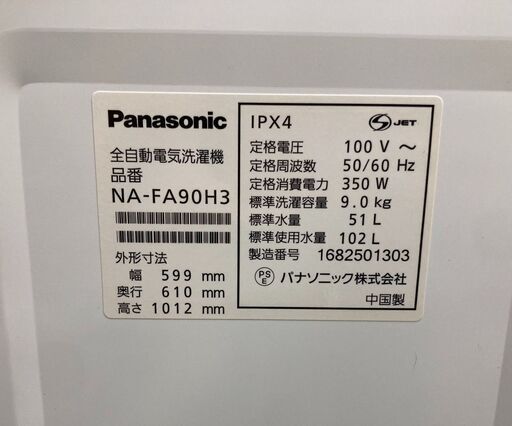 Panasonic
全自動電気洗濯機
品番
NA-FA90H3
外形寸法
幅 599 mm
奥行 610 mm
高さ 1012 mm
IPX4
S JET
定格電圧 100 V ～
定格周波数 50/60 Hz
定格消費電力 350 W
標準洗濯容量 9.0 kg
標準水量 51 L
標準使用水量 102 L
製造番号 1682501303
PS
E
パナソニック株式会社
中国製